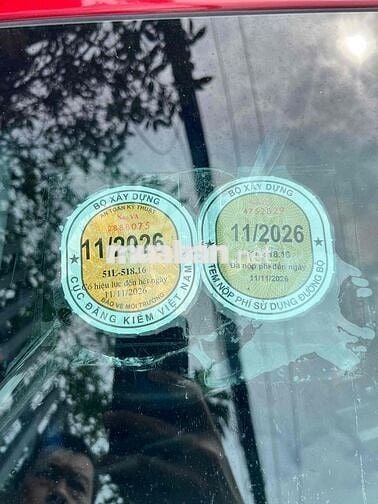 BỘ XÂY DỰNG
AN TOÀN KỸ THUẬT
11/2026
51L-518.16
Có hiệu lực đến hết ngày
11/11/2026
BẢO VỆ MÔI TRƯỜNG
CỤC ĐĂNG KIỂM VIỆT NAM
BỘ XÂY DỰNG
11/2026
518.16
Đã nộp phí đến ngày
11/11/2026
TEM NỘP PHÍ SỬ DỤNG ĐƯỜNG BỘ